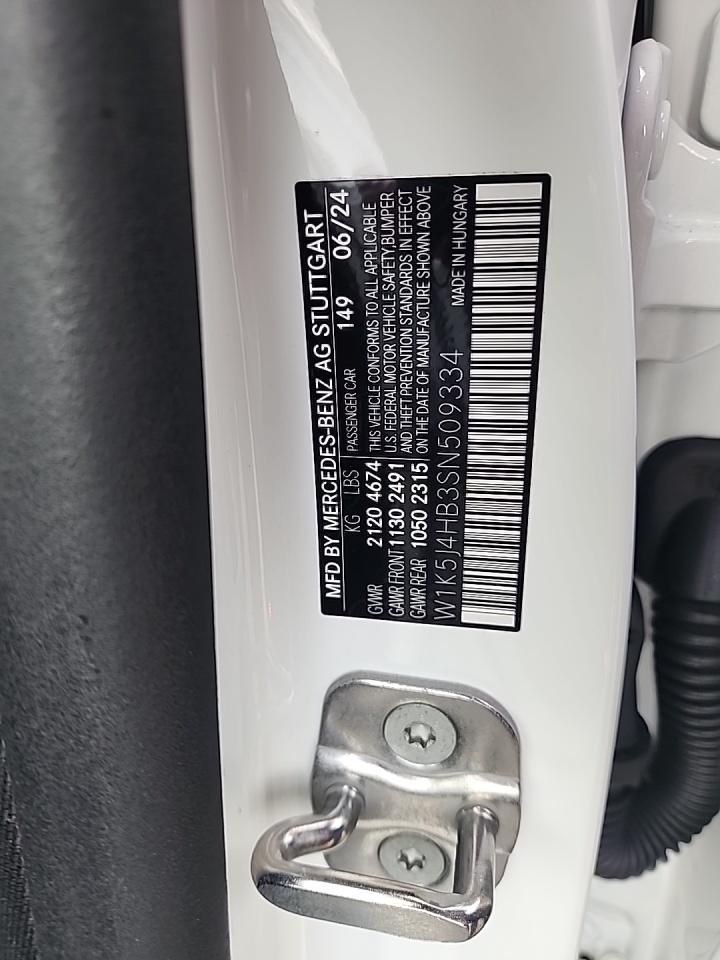 MFD BY MERCEDES-BENZ AG STUTTGART
KG LBS PASSENGER CAR 149 06/24
GVWR 2120 4674 THIS VEHICLE CONFORMS TO ALL APPLICABLE
GAWR FRONT 1130 2491 U.S. FEDERAL MOTOR VEHICLE SAFETY,BUMPER
GAWR REAR 1050 2315 AND THEFT PREVENTION STANDARDS IN EFFECT
ON THE DATE OF MANUFACTURE SHOWN ABOVE
W1K5J4HB3SN509334 MADE IN HUNGARY